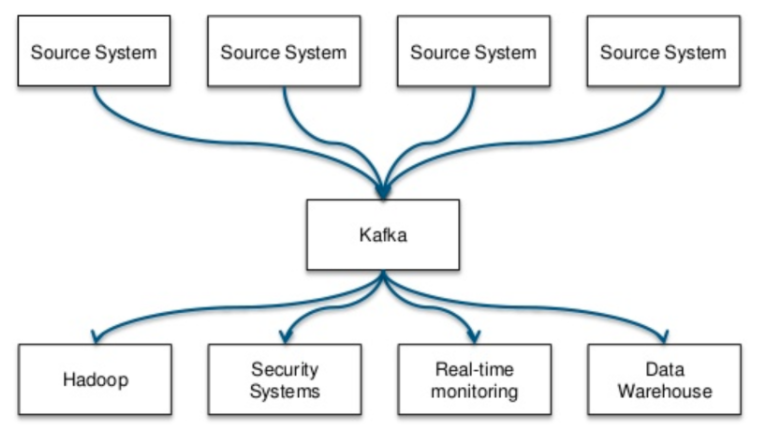 Source System
Source System
Source System
Source System
Kafka
Hadoop
Security
Systems
Real-time
monitoring
Data
Warehouse